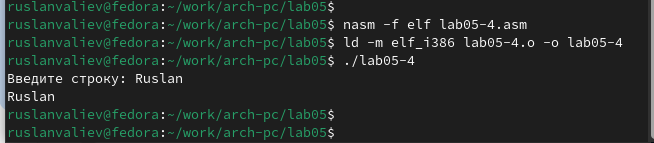 ruslanvaliev@fedora:~/work/arch-pc/lab05$
ruslanvaliev@fedora:~/work/arch-pc/lab05$ nasm -f elf lab05-4.asm
ruslanvaliev@fedora:~/work/arch-pc/lab05$ ld -m elf_i386 lab05-4.o -o lab05-4
ruslanvaliev@fedora:~/work/arch-pc/lab05$ ./lab05-4
Введите строку: Ruslan
Ruslan
ruslanvaliev@fedora:~/work/arch-pc/lab05$
ruslanvaliev@fedora:~/work/arch-pc/lab05$